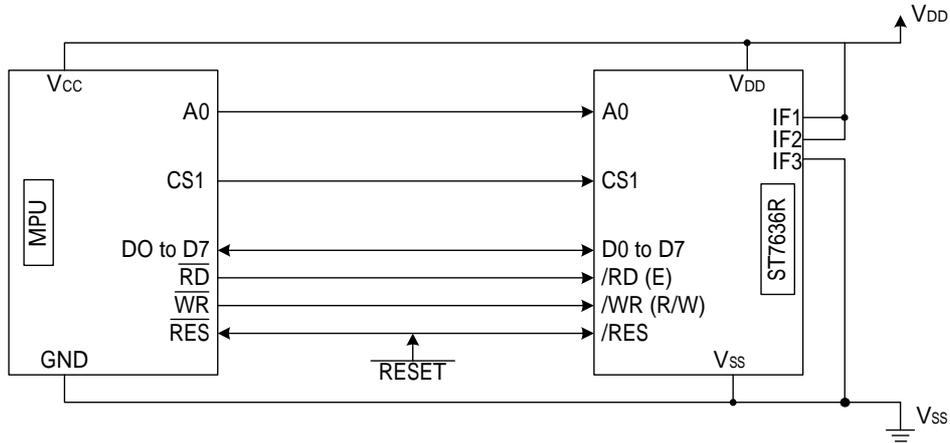 VDD
VCC
VDD
A0
A0
IF1
IF2
IF3
CS1
CS1
MPU
ST7636R
DO to D7
D0 to D7
RD
/RD (E)
WR
/WR (R/W)
RES
/RES
GND
VSS
RESET
VSS